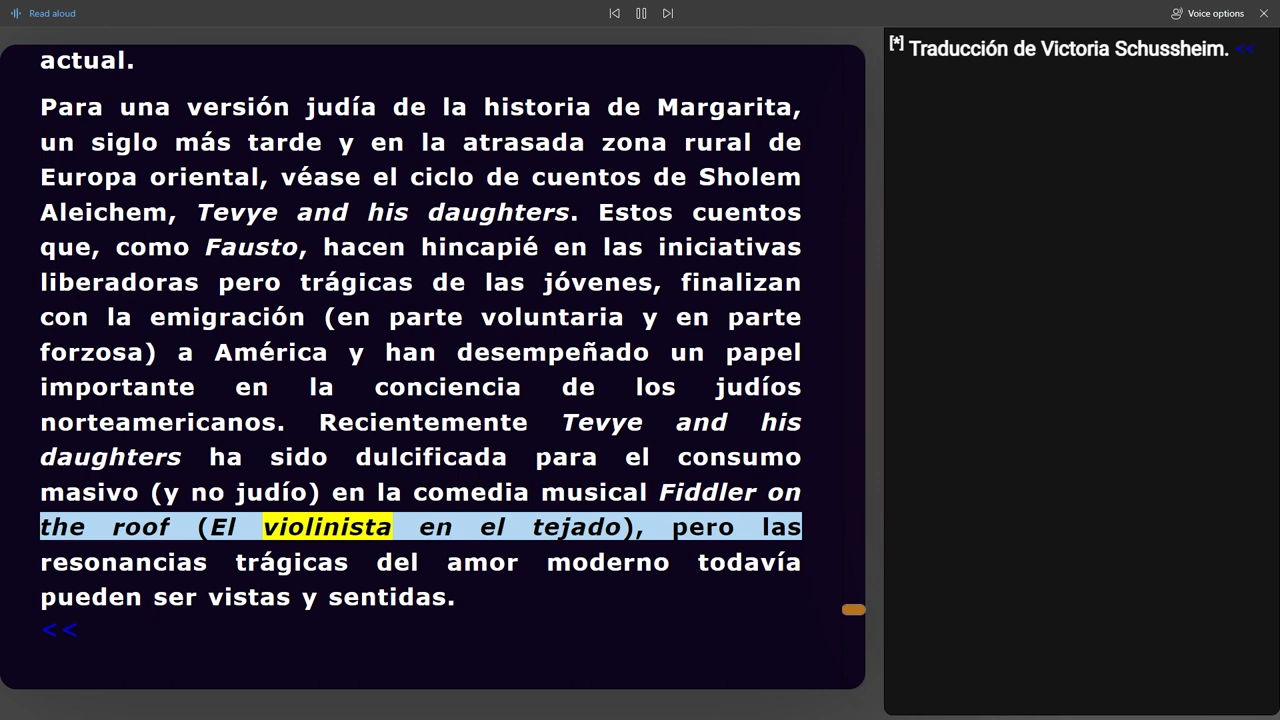 Read aloud
Voice options
actual.
Para una versión judía de la historia de Margarita,
un siglo más tarde y en la atrasada zona rural de
Europa oriental, véase el ciclo de cuentos de Sholem
Aleichem, Tevye and his daughters. Estos cuentos
que, como Fausto, hacen hincapié en las iniciativas
liberadoras pero trágicas de las jóvenes, finalizan
con la emigración (en parte voluntaria y en parte
forzosa) a América y han desempeñado un papel
importante en la conciencia de los judíos
norteamericanos. Recientemente Tevye and his
daughters ha sido dulcificada para el consumo
masivo (y no judío) en la comedia musical Fiddler on
the roof (El violinista en el tejado), pero las
resonancias trágicas del amor moderno todavía
pueden ser vistas y sentidas.
<<
[*] Traducción de Victoria Schussheim. <<